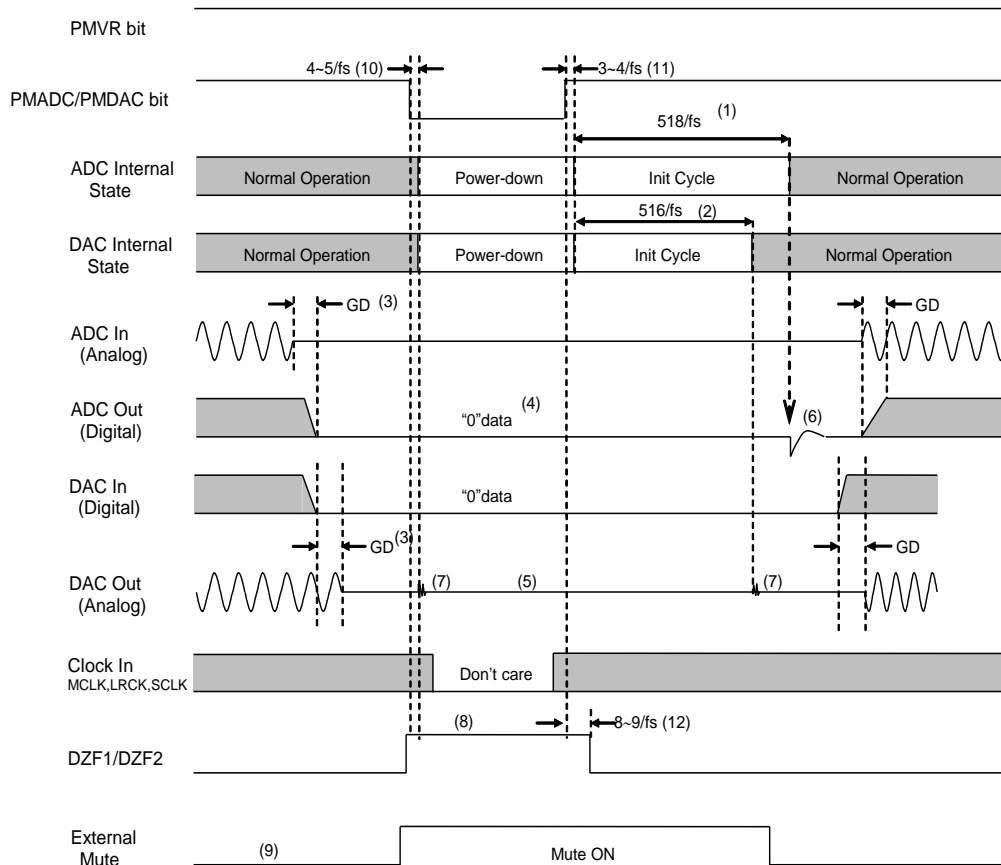 PMVR bit
4~5/fs (10)
3~4/fs (11)
PMADC/PMDAC bit
518/fs (1)
ADC Internal
State
Normal Operation
Power-down
Init Cycle
Normal Operation
516/fs (2)
DAC Internal
State
Normal Operation
Power-down
Init Cycle
Normal Operation
GD (3)
GD
ADC In
(Analog)
ADC Out
(Digital)
“0”data (4)
(6)
DAC In
(Digital)
“0”data
GD (3)
GD
DAC Out
(Analog)
(7)
(5)
(7)
Clock In
MCLK,LRCK,SCLK
Don’t care
(8)
8~9/fs (12)
DZF1/DZF2
External
Mute
(9)
Mute ON